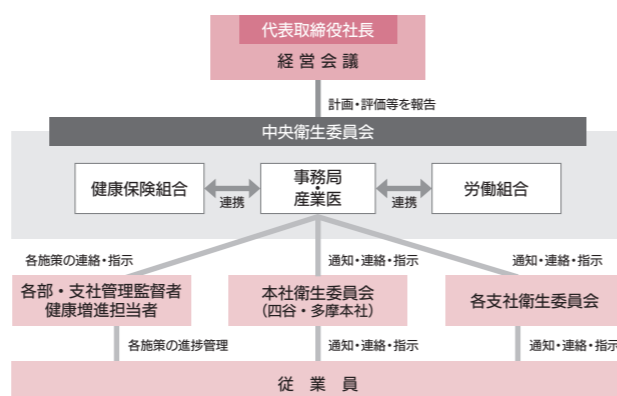 代表取締役社長
経営会議
計画・評価等を報告
中央衛生委員会
健康保険組合
連携
事務局
・
産業医
連携
労働組合
各施策の連絡・指示
通知・連絡・指示
通知・連絡・指示
各部・支社管理監督者
健康増進担当者
本社衛生委員会
(四谷・多摩本社)
各支社衛生委員会
各施策の進捗管理
通知・連絡・指示
通知・連絡・指示
従業員